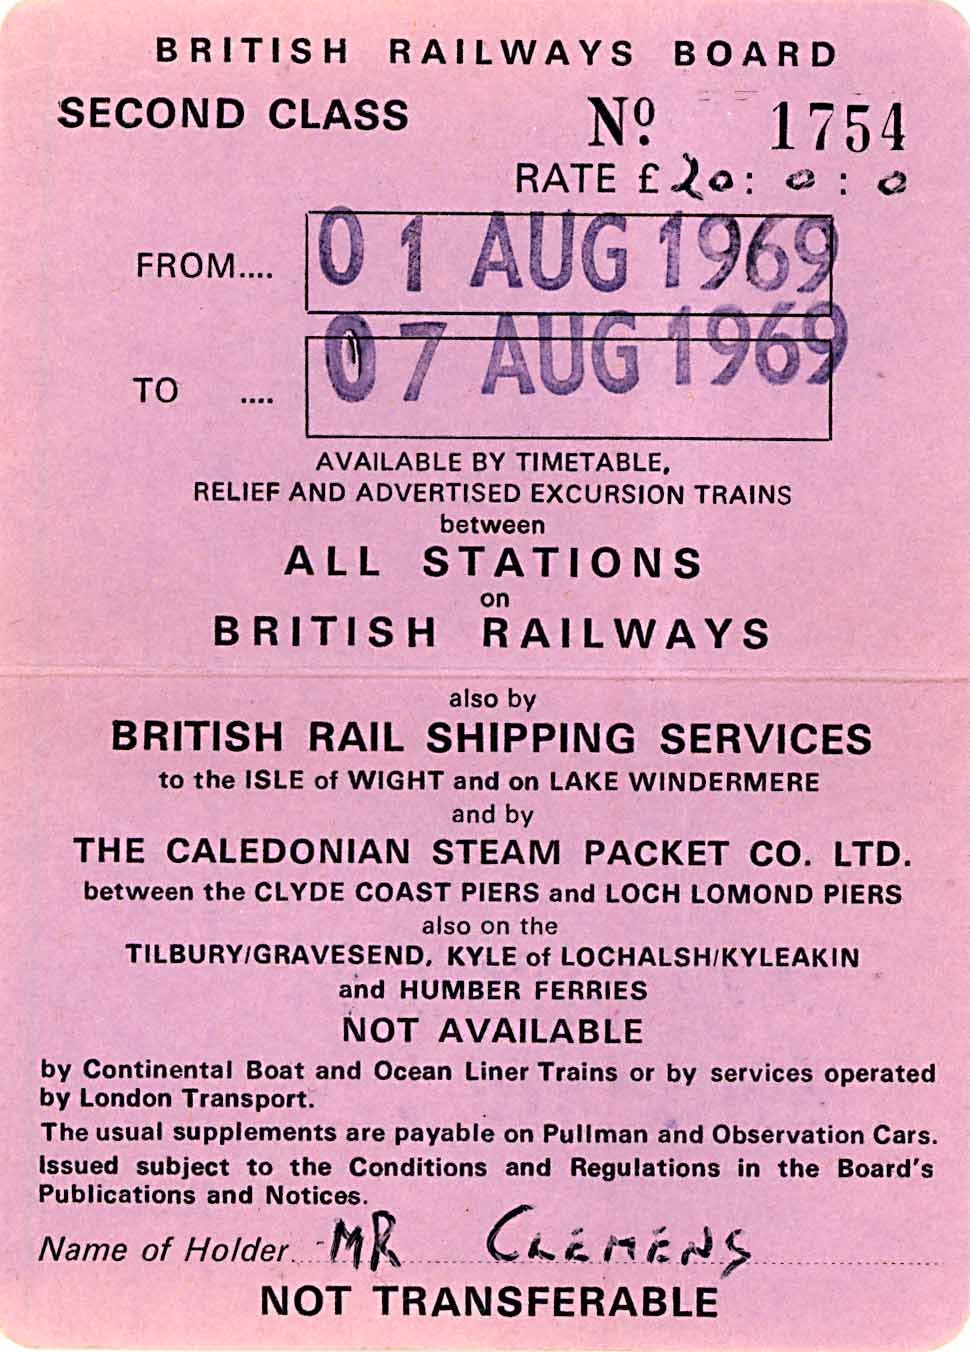 BRITISH RAILWAYS BOARD
SECOND CLASS Nº. 1754
RATE £20:0:0
FROM.... 01 AUG 1969
TO .... 07 AUG 1969
AVAILABLE BY TIMETABLE,
RELIEF AND ADVERTISED EXCURSION TRAINS
between
ALL STATIONS
on
BRITISH RAILWAYS
also by
BRITISH RAIL SHIPPING SERVICES
to the ISLE of WIGHT and on LAKE WINDERMERE
and by
THE CALEDONIAN STEAM PACKET CO. LTD.
between the CLYDE COAST PIERS and LOCH LOMOND PIERS
also on the
TILBURY/GRAVESEND, KYLE of LOCHALSH/KYLEAKIN
and HUMBER FERRIES
NOT AVAILABLE
by Continental Boat and Ocean Liner Trains or by services operated
by London Transport.
The usual supplements are payable on Pullman and Observation Cars.
Issued subject to the Conditions and Regulations in the Board's
Publications and Notices.
Name of Holder MR CLEMENS
NOT TRANSFERABLE